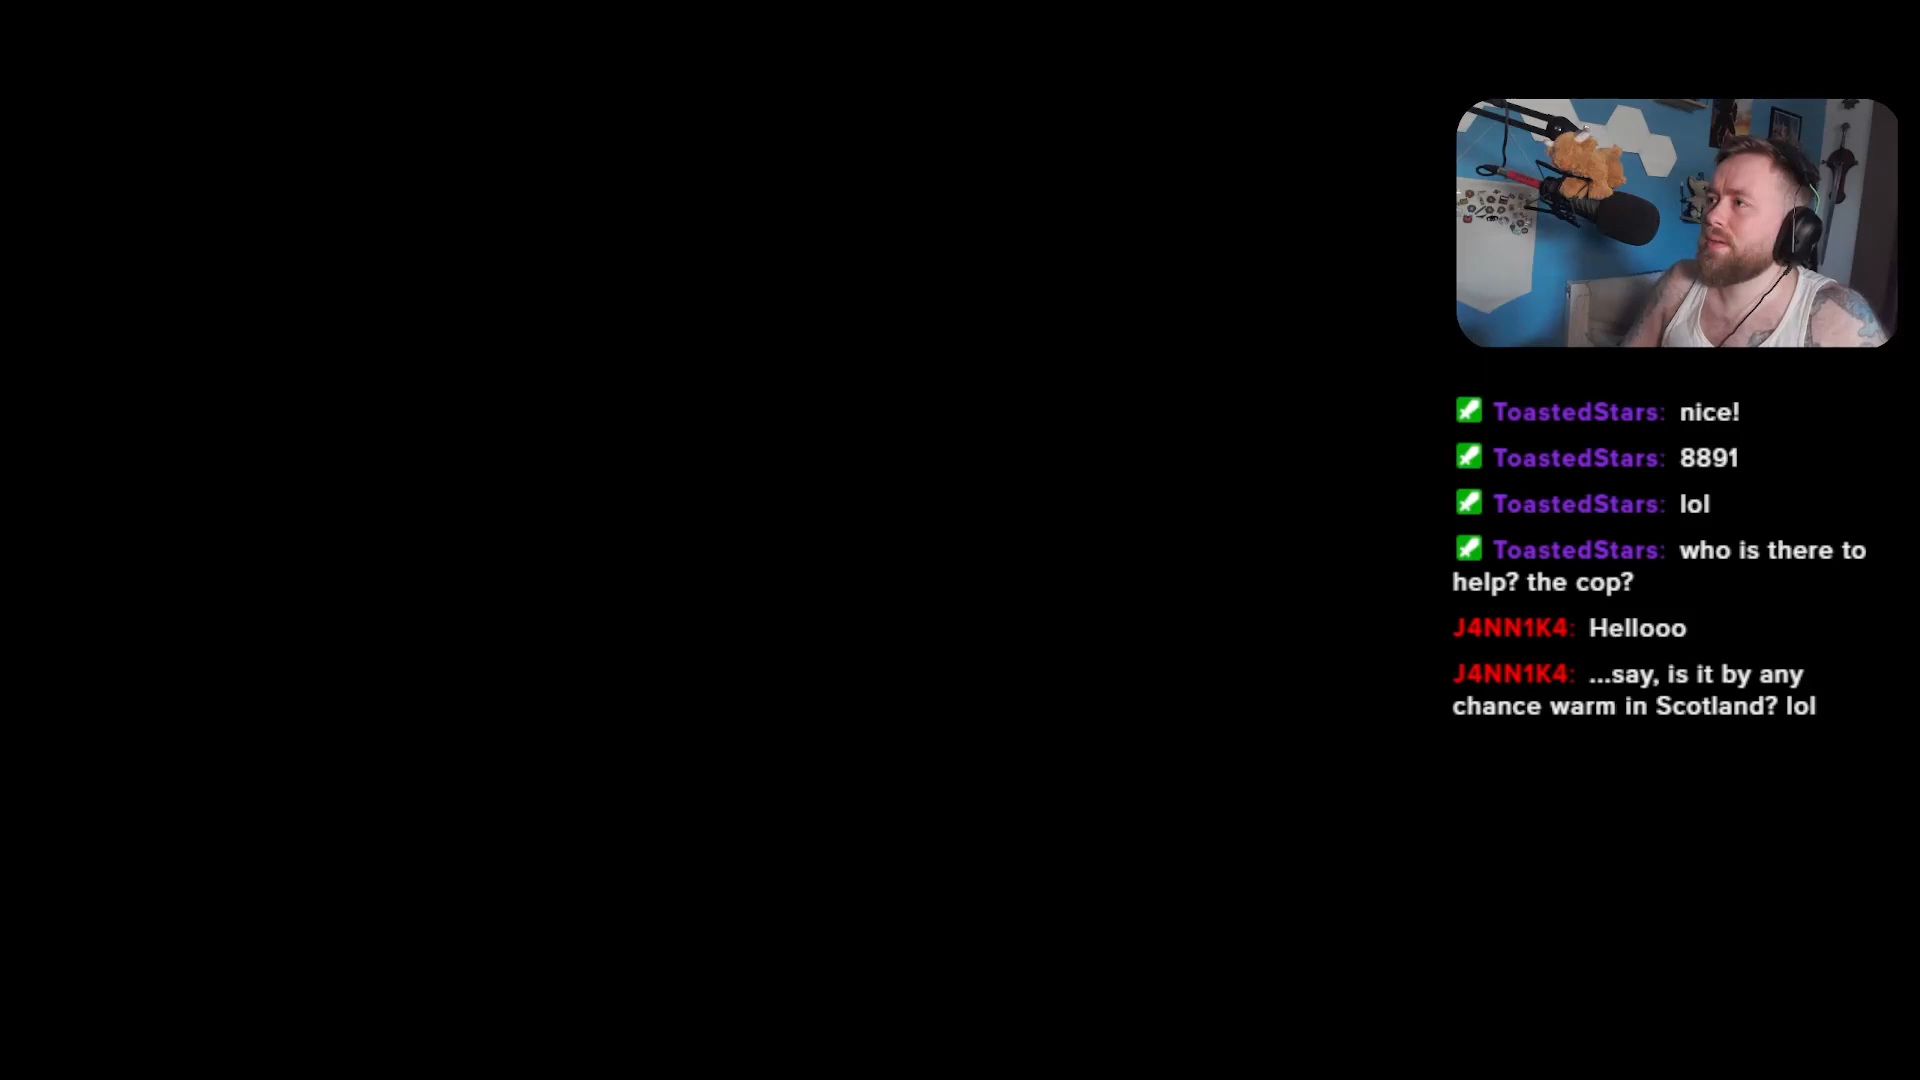 ToastedStars: nice!
ToastedStars: 8891
ToastedStars: lol
ToastedStars: who is there to
help? the cop?
J4NN1K4: Hellooo
J4NN1K4: ...say, is it by any
chance warm in Scotland? lol